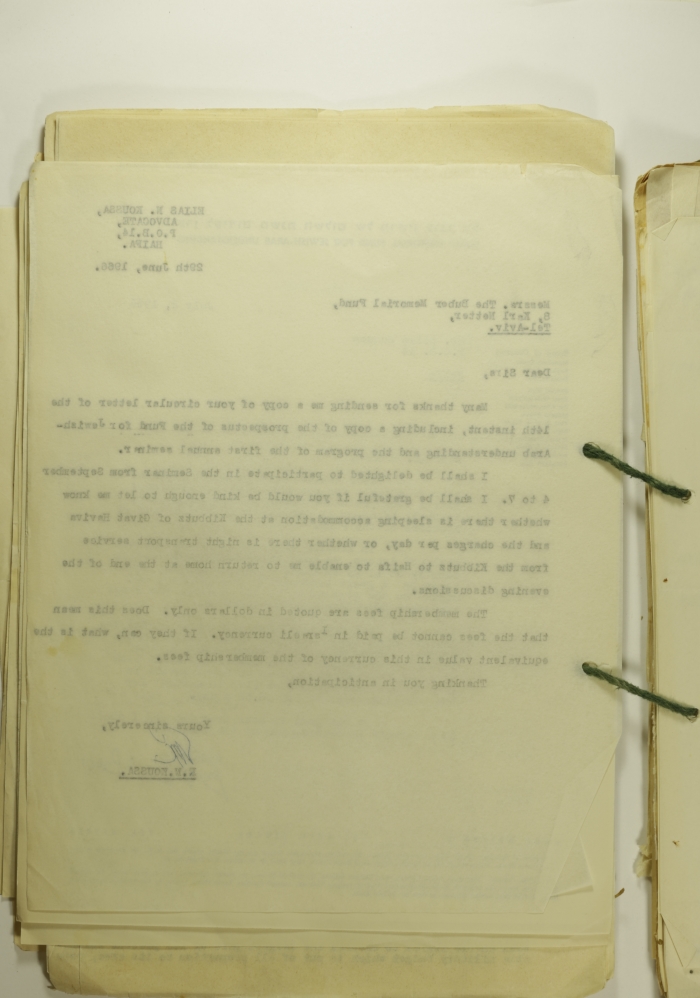 ELIAS N. KOUSSA,
ADVOCATE,
P.O.B.14,
HAIFA.
29th June, 1966.
Messrs. The Buber Memorial Fund,
8, Karl Netter,
Tel-Aviv.
Dear Sirs,
Many thanks for sending me a copy of your circular letter of the
14th instant, including a copy of the prospectus of the Fund for Jewish-
Arab understanding and the program of the first annual seminar.
I shall be delighted to participate in the Seminar from September
4 to 7. I shall be grateful if you would be kind enough to let me know
whether there is sleeping accommodation at the Kibbuts of Givat Haviva
and the charges per day, or whether there is night transport service
from the Kibbuts to Haifa to enable me to return home at the end of the
evening discussions.
The membership fees are quoted in dollars only. Does this mean
that the fees cannot be paid in Israeli currency. If they can, what is the
equivalent value in this currency of the membership fees.
Thanking you in anticipation,
Yours sincerely,
E.N.KOUSSA.